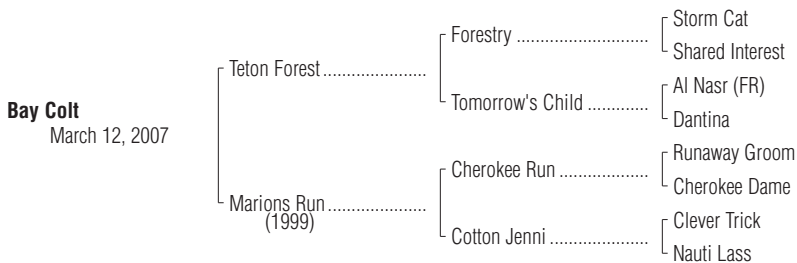 Storm Cat
Forestry ............................
Shared Interest
Teton Forest......................
Al Nasr (FR)
Tomorrow's Child .............
Dantina
Bay Colt
March 12, 2007
Runaway Groom
Cherokee Run ...................
Cherokee Dame
Marions Run.....................
(1999)
Clever Trick
Cotton Jenni .....................
Nauti Lass